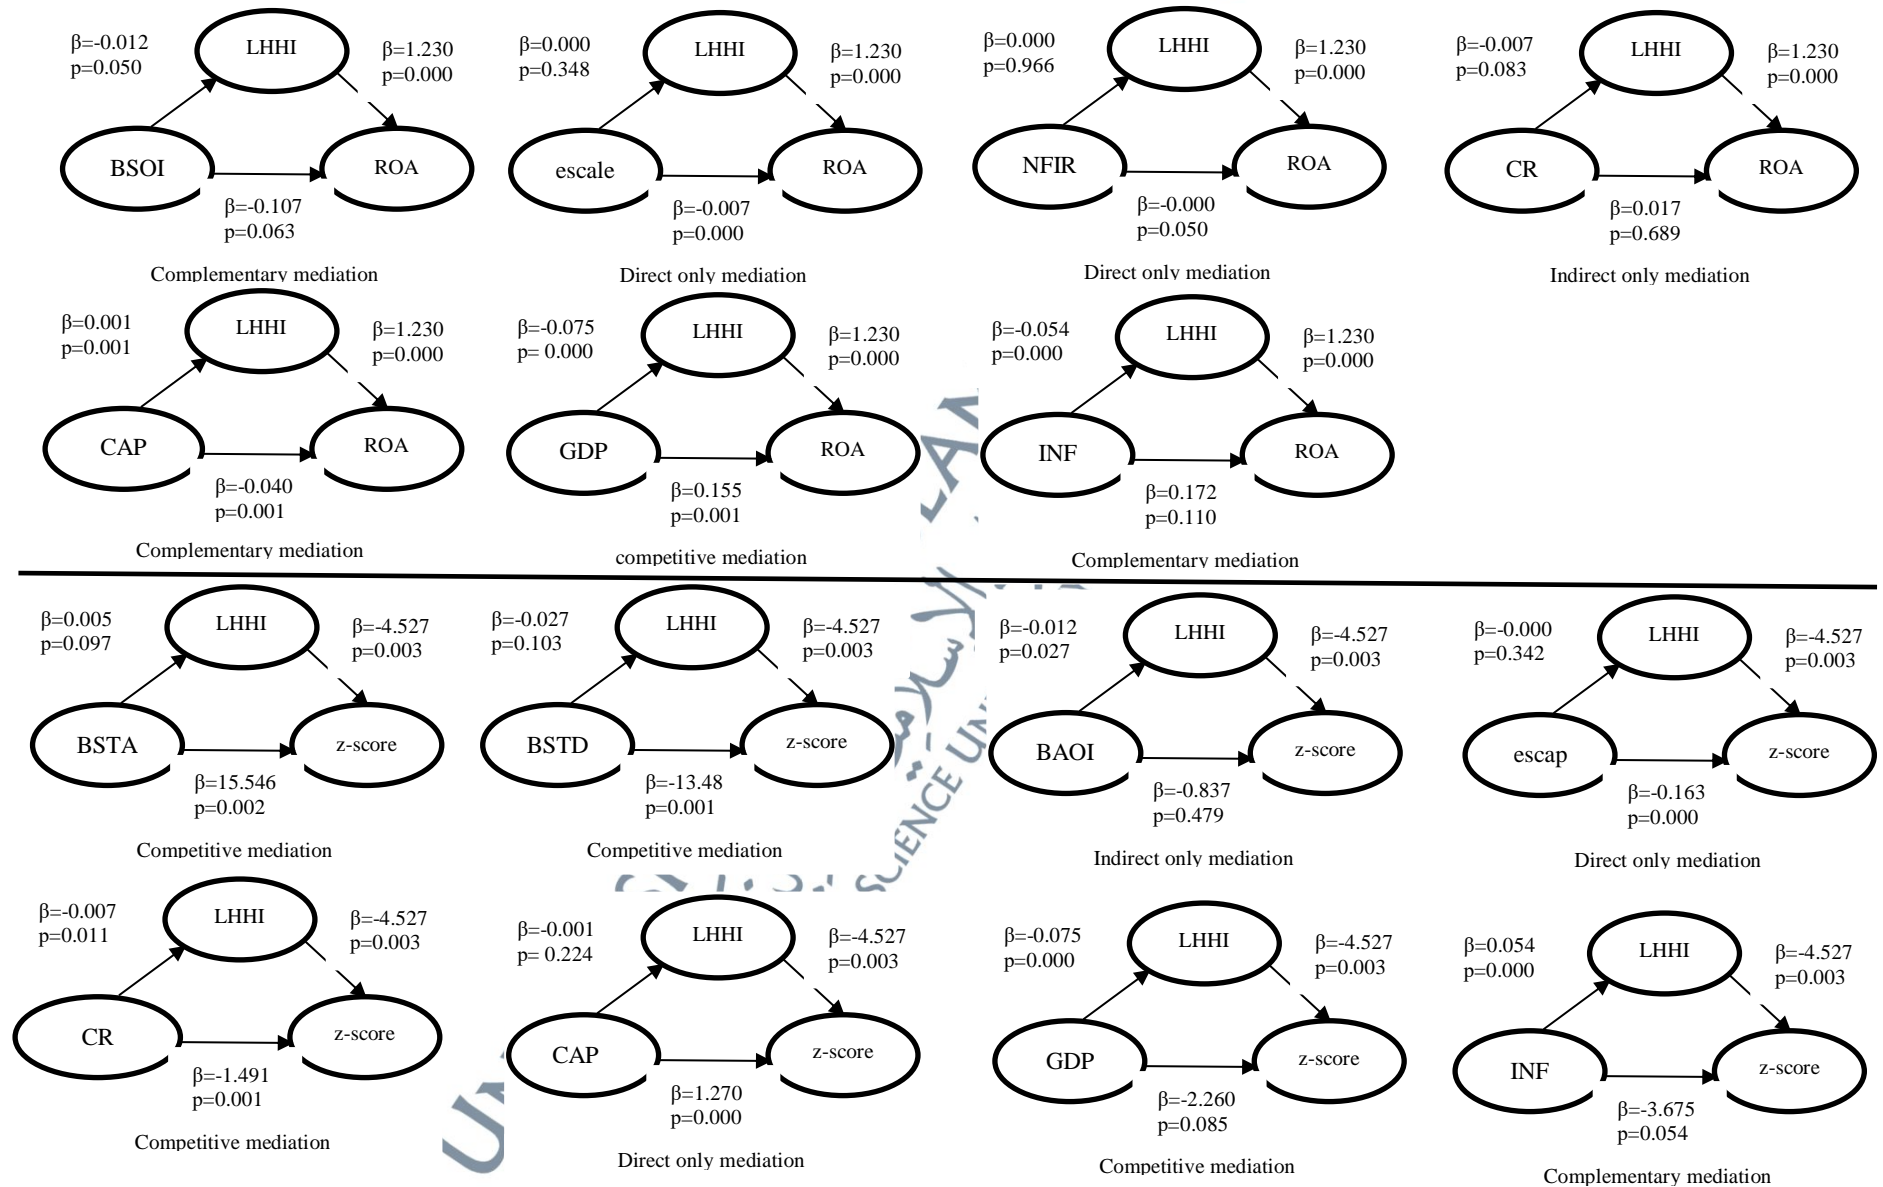 β=-0.012
p=0.050
LHHI
β=1.230
p=0.000
BSOI
ROA
β=-0.107
p=0.063
Complementary mediation
β=0.000
p=0.348
LHHI
β=1.230
p=0.000
escale
ROA
β=-0.007
p=0.000
Direct only mediation
β=0.000
p=0.966
LHHI
β=1.230
p=0.000
NFIR
ROA
β=-0.000
p=0.050
Direct only mediation
β=-0.007
p=0.083
LHHI
β=1.230
p=0.000
CR
ROA
β=0.017
p=0.689
Indirect only mediation
β=0.001
p=0.001
LHHI
β=1.230
p=0.000
CAP
ROA
β=-0.040
p=0.001
Complementary mediation
β=-0.075
p= 0.000
LHHI
β=1.230
p=0.000
GDP
ROA
β=0.155
p=0.001
competitive mediation
β=-0.054
p=0.000
LHHI
β=1.230
p=0.000
INF
ROA
β=0.172
p=0.110
Complementary mediation
β=0.005
p=0.097
LHHI
β=-4.527
p=0.003
BSTA
z-score
β=15.546
p=0.002
Competitive mediation
β=-0.027
p=0.103
LHHI
β=-4.527
p=0.003
BSTD
z-score
β=-13.48
p=0.001
Competitive mediation
β=-0.012
p=0.027
LHHI
β=-4.527
p=0.003
BAOI
z-score
β=-0.837
p=0.479
Indirect only mediation
β=-0.000
p=0.342
LHHI
β=-4.527
p=0.003
escap
z-score
β=-0.163
p=0.000
Direct only mediation
β=-0.007
p=0.011
LHHI
β=-4.527
p=0.003
CR
z-score
β=-1.491
p=0.001
Competitive mediation
β=-0.001
p= 0.224
LHHI
β=-4.527
p=0.003
CAP
z-score
β=1.270
p=0.000
Direct only mediation
β=-0.075
p=0.000
LHHI
β=-4.527
p=0.003
GDP
z-score
β=-2.260
p=0.085
Competitive mediation
β=0.054
p=0.000
LHHI
β=-4.527
p=0.003
INF
z-score
β=-3.675
p=0.054
Complementary mediation
SCIENCE